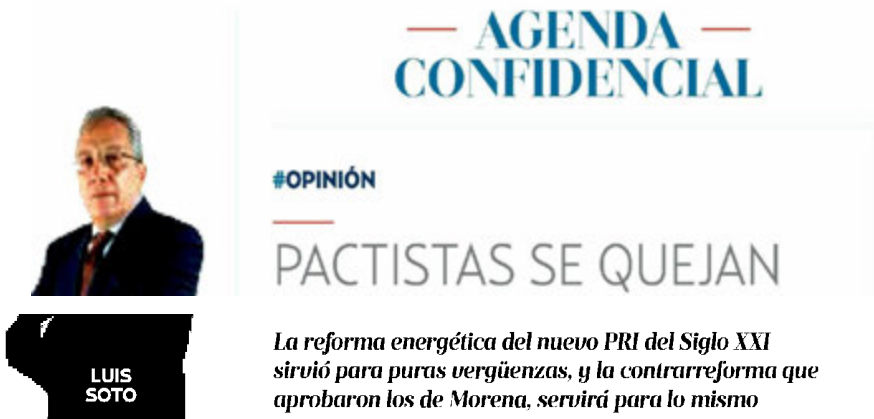 AGENDA
CONFIDENCIAL
#OPINIÓN
PACTISTAS SE QUEJAN
LUIS
SOTO
La reforma energética del nuevo PRI del Siglo XXI
sirvió para puras vergüenzas, y la contrarreforma que
aprobaron los de Morena, servirá para lo mismo